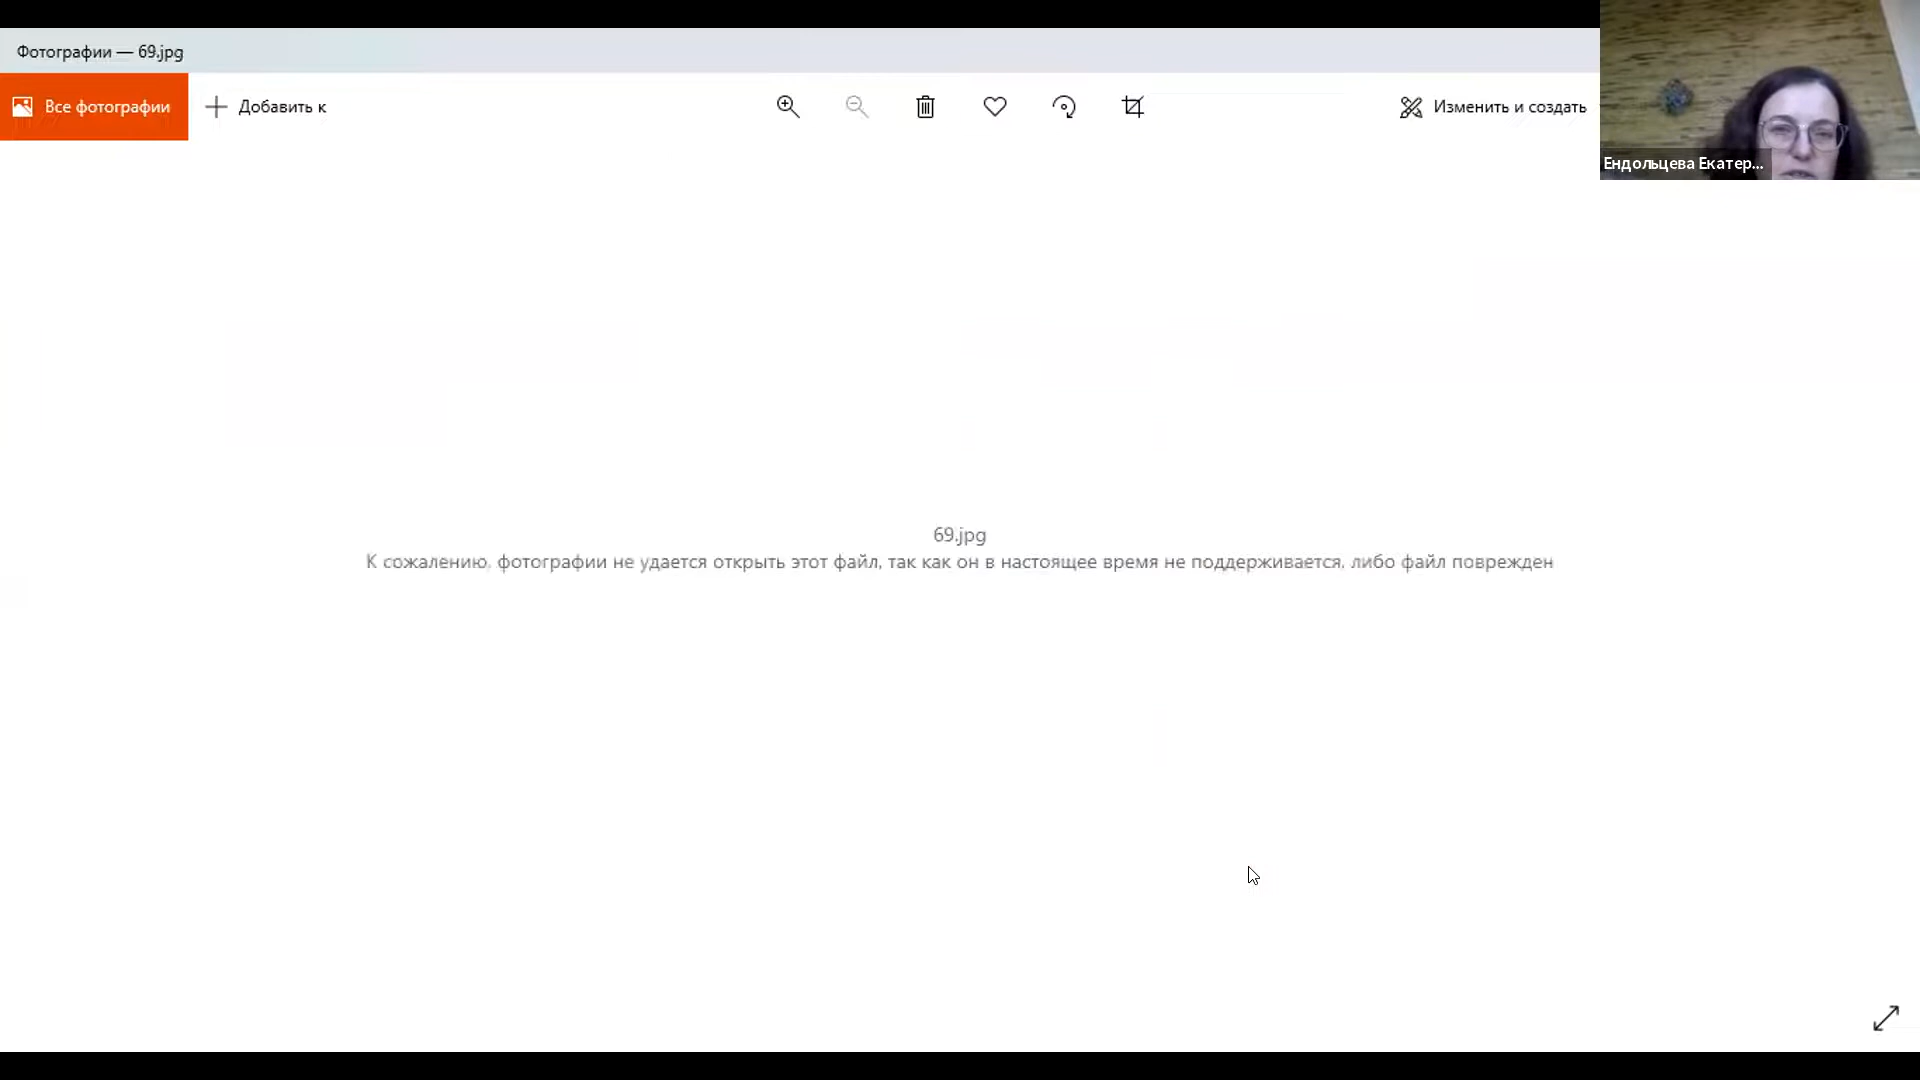 Фотографии — 69.jpg
Все фотографии
Добавить к
Изменить и создать
Ендольцева Екатер...
69.jpg
К сожалению, фотографии не удается открыть этот файл, так как он в настоящее время не поддерживается, либо файл поврежден